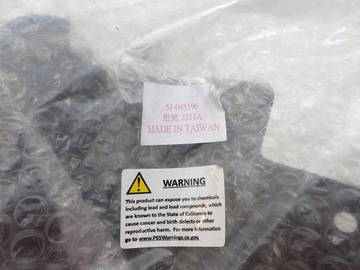 51-045196
批號 2211A
MADE IN TAIWAN
WARNING
This product can expose you to chemicals
including lead and lead compounds, which
are known to the State of California to
cause cancer and birth defects or other
reproductive harm. For more information
go to www.P65Warnings.ca.gov